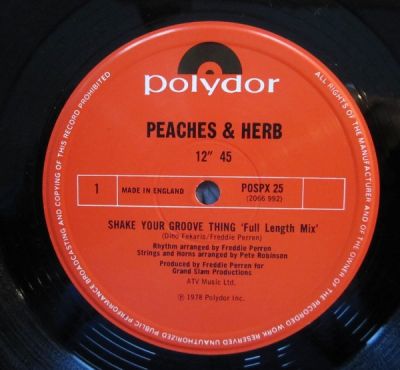 polydor
PEACHES & HERB
12" 45
1
MADE IN ENGLAND
POSPX 25
(2066 992)
SHAKE YOUR GROOVE THING 'Full Length Mix'
(Dino Fekaris/Freddie Perren)
Rhythm arranged by Freddie Perren
Strings and Horns arranged by Pete Robinson
Produced by Freddie Perren for
Grand Slam Productions
ATV Music Ltd.
Ⓟ 1978 Polydor Inc.
ALL RIGHTS OF THE MANUFACTURER AND OF THE OWNER OF THE RECORDED WORK RESERVED UNAUTHORIZED PUBLIC PERFORMANCE BROADCASTING AND COPYING OF THIS RECORD PROHIBITED